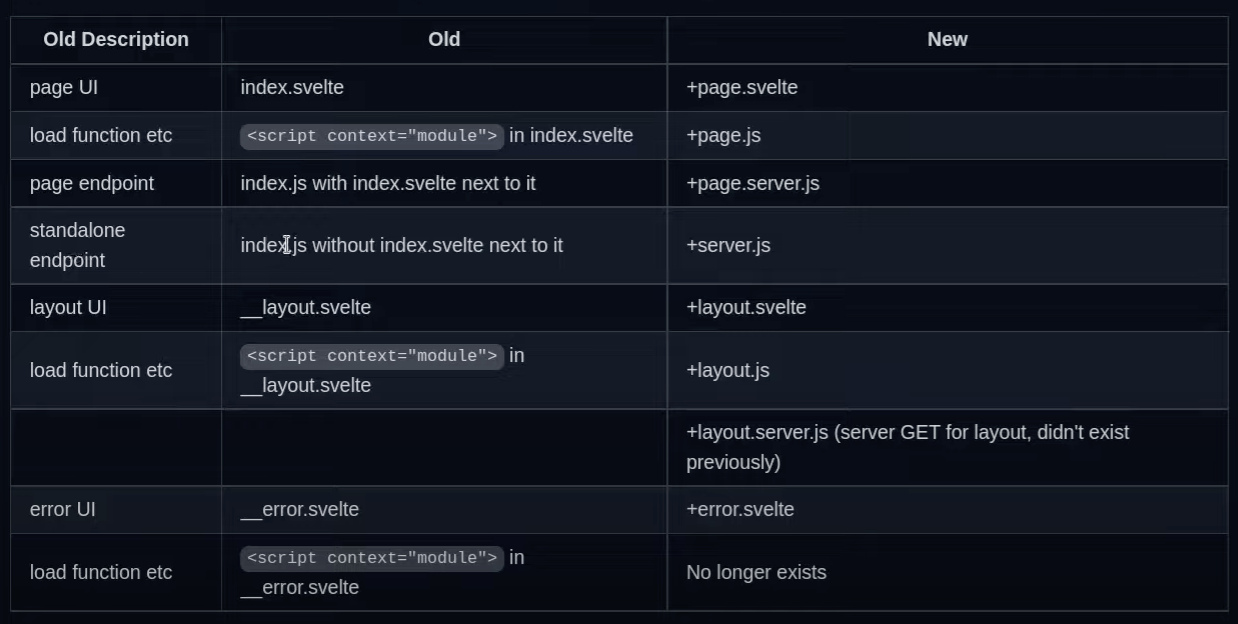 Old Description Old New
page UI index.svelte +page.svelte
load function etc <script context="module"> in index.svelte +page.js
page endpoint index.js with index.svelte next to it +page.server.js
standalone
endpoint index.js without index.svelte next to it +server.js
layout UI __layout.svelte +layout.svelte
load function etc <script context="module"> in
__layout.svelte +layout.js
+layout.server.js (server GET for layout, didn't exist
previously)
error UI __error.svelte +error.svelte
load function etc <script context="module"> in
__error.svelte No longer exists